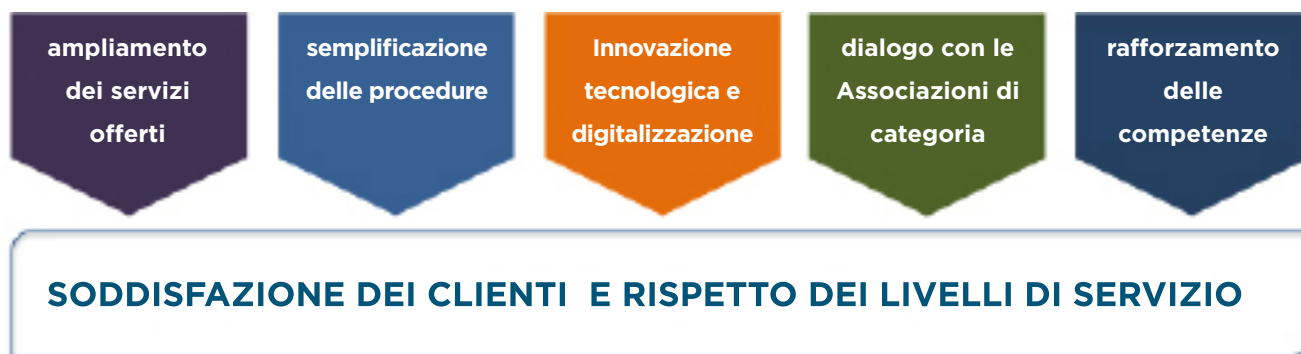 ampliamento
dei servizi
offerti
semplificazione
delle procedure
Innovazione
tecnologica e
digitalizzazione
dialogo con le
Associazioni di
categoria
rafforzamento
delle
competenze
SODDISFAZIONE DEI CLIENTI E RISPETTO DEI LIVELLI DI SERVIZIO